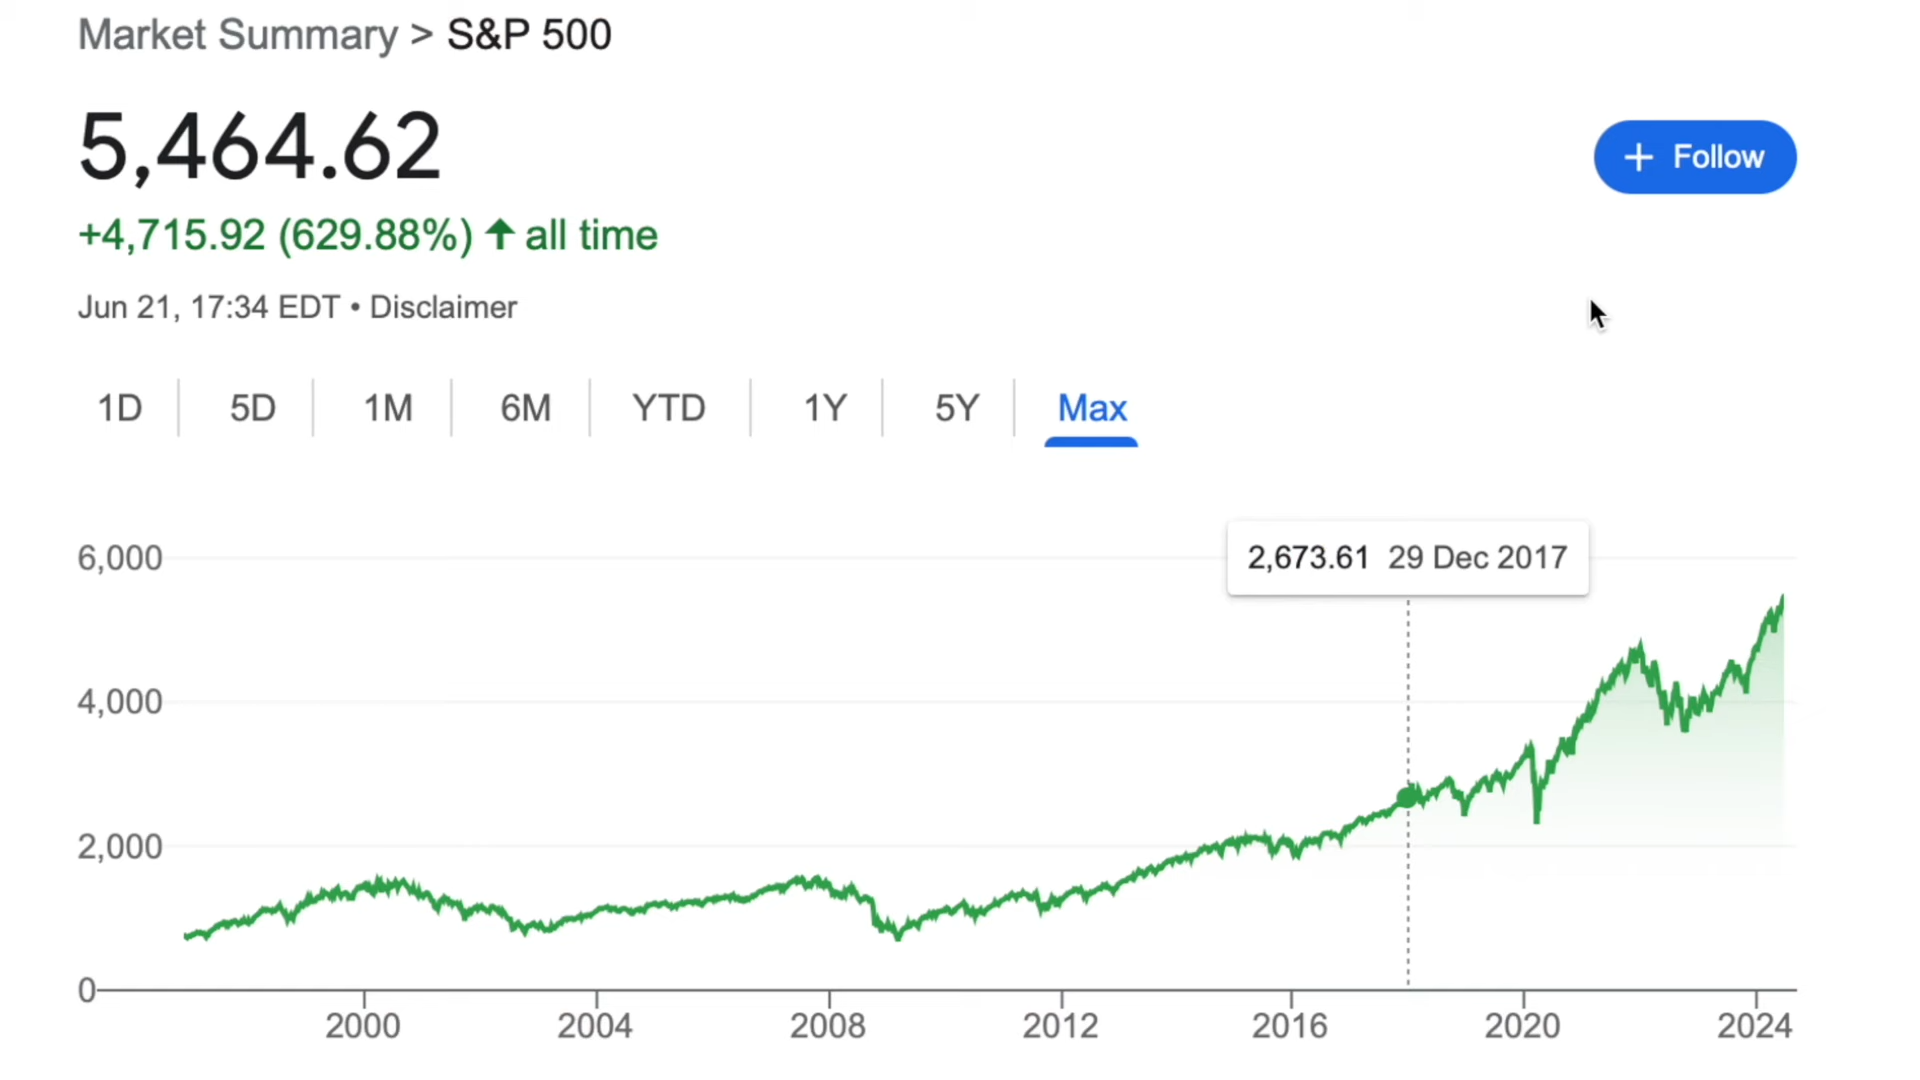 Market Summary > S&P 500
5,464.62
+ Follow
+4,715.92 (629.88%) ↑ all time
Jun 21, 17:34 EDT • Disclaimer
1D 5D 1M 6M YTD 1Y 5Y Max
2,673.61 29 Dec 2017
6,000
4,000
2,000
0
2000 2004 2008 2012 2016 2020 2024